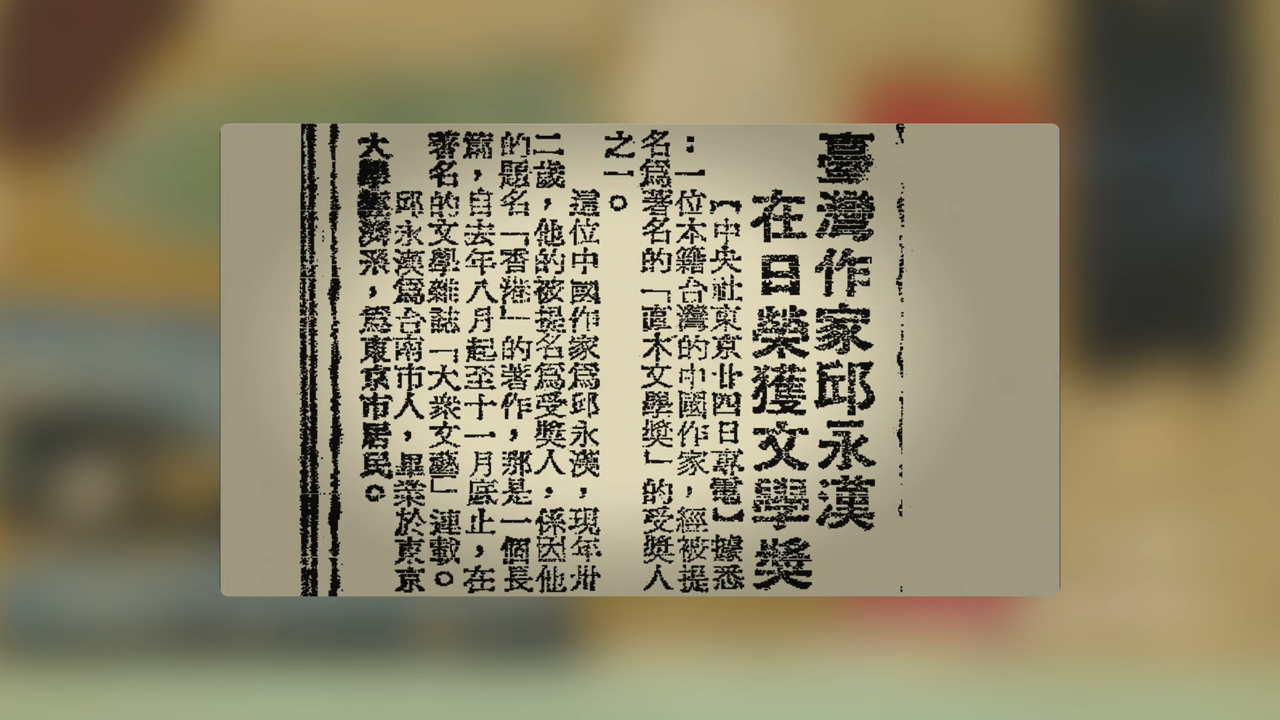 臺灣作家邱永漢
在日榮獲文學獎
【中央社東京廿四日專電】據悉
：一位本籍台灣的中國作家，經被提
名爲著名的「直木文學獎」的受獎人
之一。
這位中國作家爲邱永漢，現年卅
二歲，他的被提名爲受獎人，係因他
的題名「香港」的著作，那是一個長
篇，自去年八月起至十一月底止，在
著名的文學雜誌「大衆文藝」連載。
邱永漢爲台南市人，畢業於東京
大學經濟系，爲東京市居民。